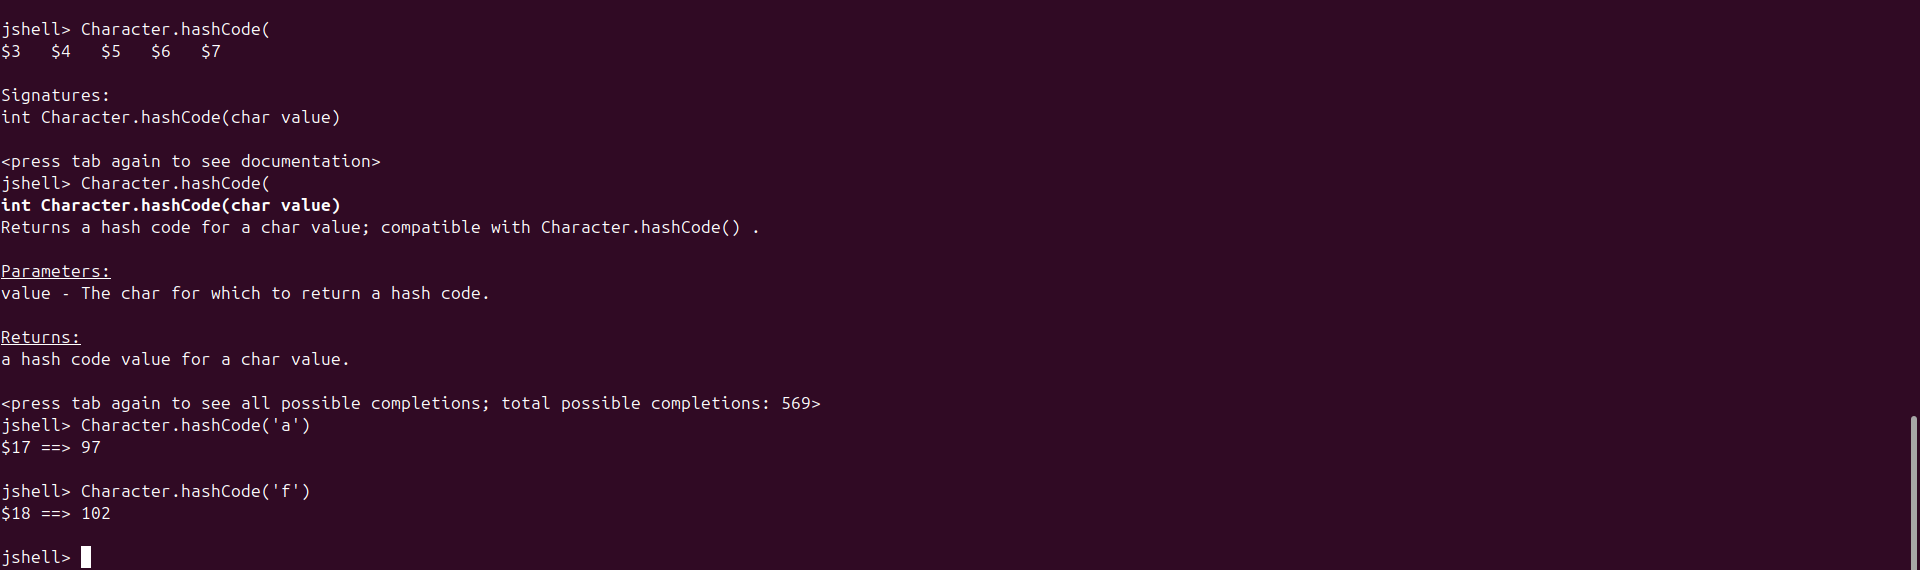 jshell> Character.hashCode(
$3   $4   $5   $6   $7
Signatures:
int Character.hashCode(char value)
<press tab again to see documentation>
jshell> Character.hashCode(
int Character.hashCode(char value)
Returns a hash code for a char value; compatible with Character.hashCode() .
Parameters:
value - The char for which to return a hash code.
Returns:
a hash code value for a char value.
<press tab again to see all possible completions; total possible completions: 569>
jshell> Character.hashCode('a')
$17 ==> 97
jshell> Character.hashCode('f')
$18 ==> 102
jshell>